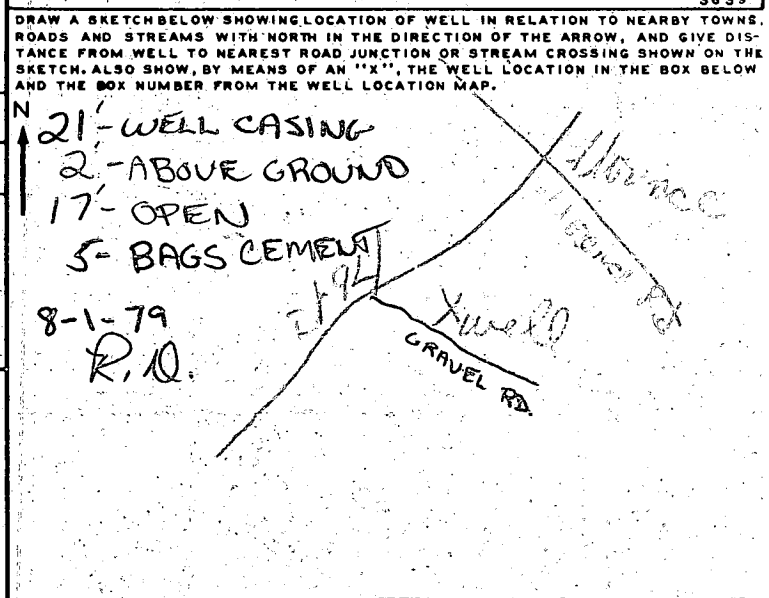 DRAW A SKETCH BELOW SHOWING LOCATION OF WELL IN RELATION TO NEARBY TOWNS,
ROADS AND STREAMS WITH NORTH IN THE DIRECTION OF THE ARROW, AND GIVE DIS-
TANCE FROM WELL TO NEAREST ROAD JUNCTION OR STREAM CROSSING SHOWN ON THE
SKETCH. ALSO SHOW, BY MEANS OF AN "X", THE WELL LOCATION IN THE BOX BELOW
AND THE BOX NUMBER FROM THE WELL LOCATION MAP.
N
21'-WELL CASING
2'-ABOVE GROUND
17'- OPEN
5- BAGS CEMENT
8-1-79
R.D.
94
X well
GRAVEL RD.
Rd